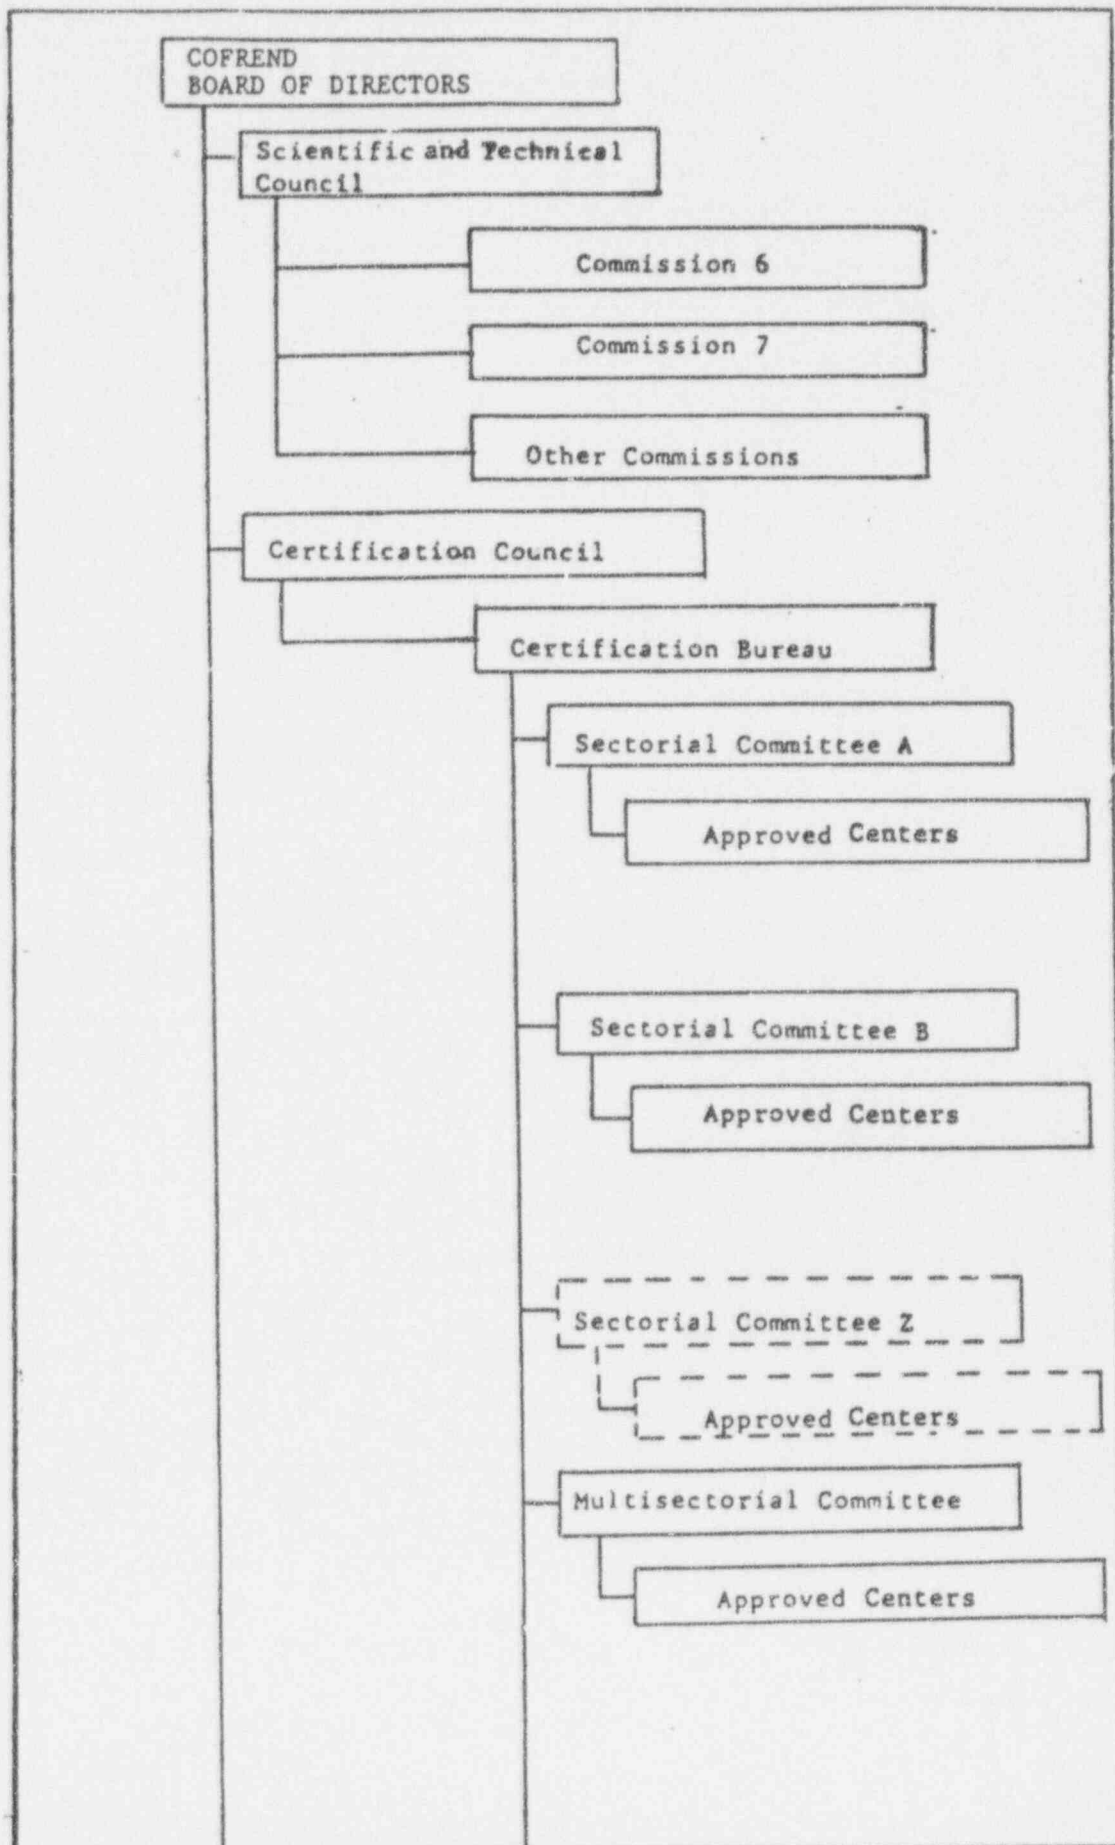 COFREND
BOARD OF DIRECTORS
Scientific and Technical
Council
Commission 6
Commission 7
Other Commissions
Certification Council
Certification Bureau
Sectorial Committee A
Approved Centers
Sectorial Committee B
Approved Centers
Sectorial Committee Z
Approved Centers
Multisectorial Committee
Approved Centers